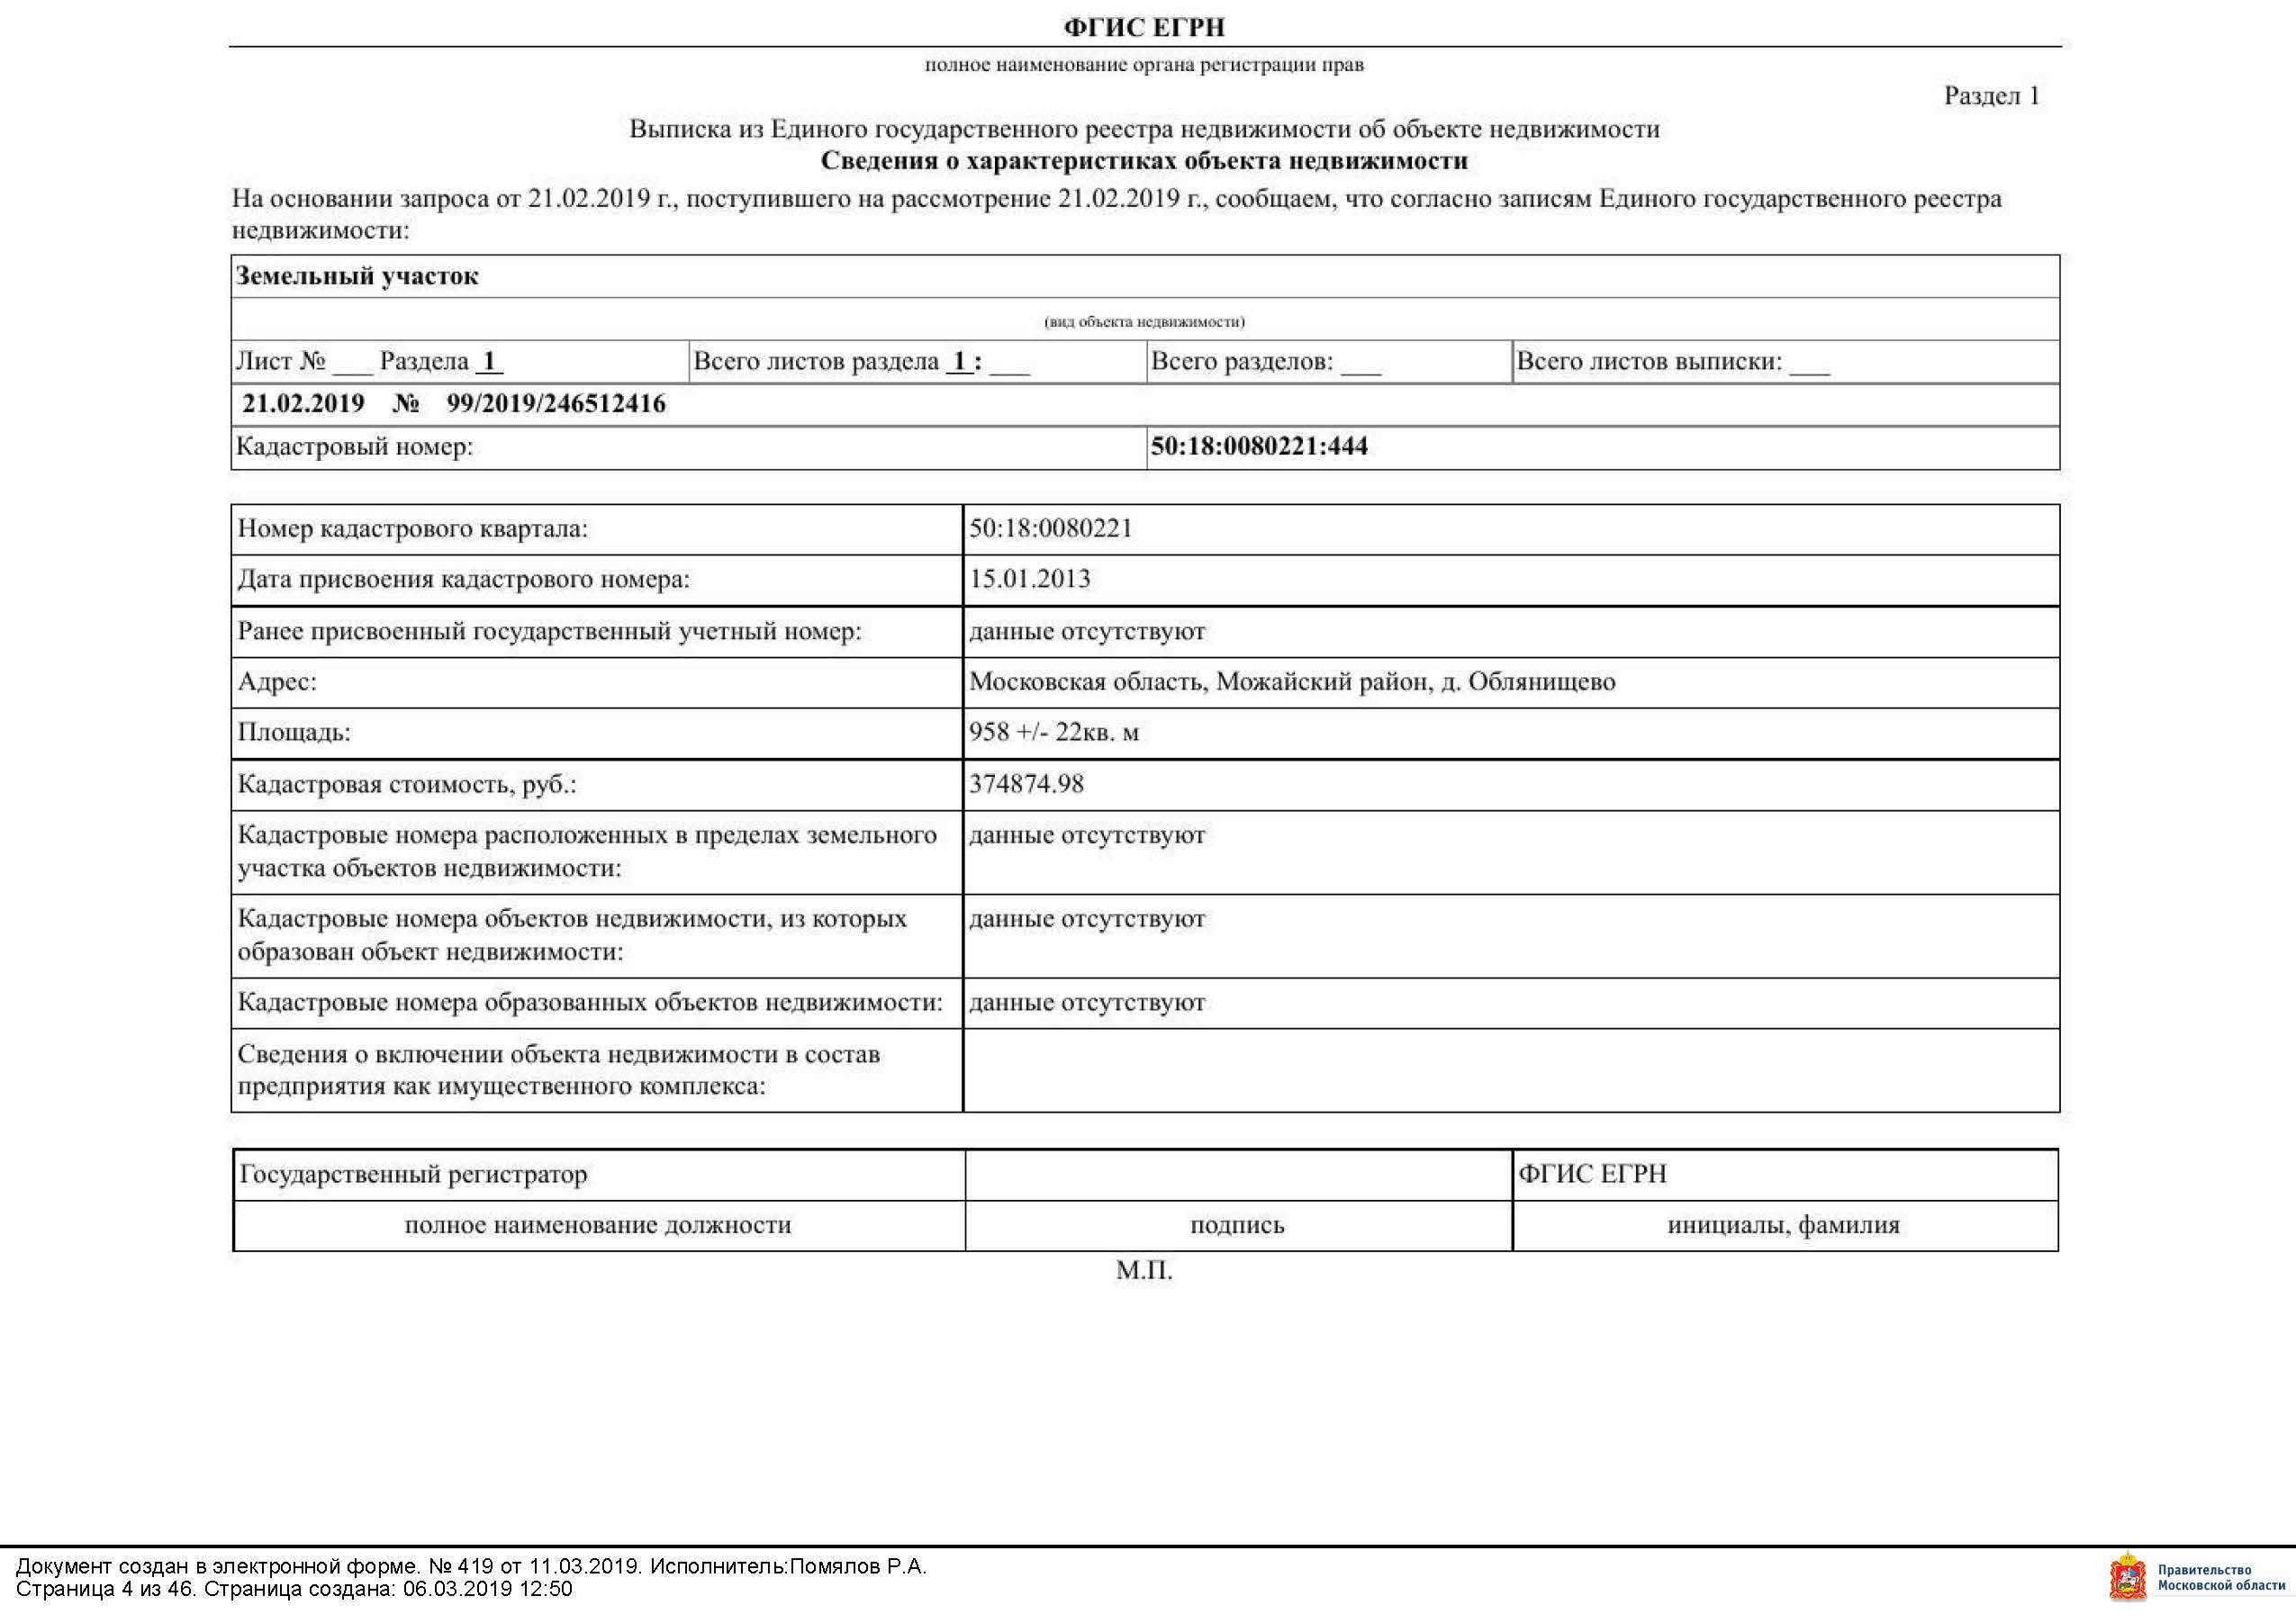 ФГИС ЕГРН
полное наименование органа регистрации прав
Раздел 1
Выписка из Единого государственного реестра недвижимости об объекте недвижимости
Сведения о характеристиках объекта недвижимости
На основании запроса от 21.02.2019 г., поступившего на рассмотрение 21.02.2019 г., сообщаем, что согласно записям Единого государственного реестра
недвижимости:
Земельный участок
(вид объекта недвижимости)
Лист № ___ Раздела 1 Всего листов раздела 1 : ___ Всего разделов: ___ Всего листов выписки: ___
21.02.2019 № 99/2019/246512416
Кадастровый номер: 50:18:0080221:444
Номер кадастрового квартала: 50:18:0080221
Дата присвоения кадастрового номера: 15.01.2013
Ранее присвоенный государственный учетный номер: данные отсутствуют
Адрес: Московская область, Можайский район, д. Облянищево
Площадь: 958 +/- 22кв. м
Кадастровая стоимость, руб.: 374874.98
Кадастровые номера расположенных в пределах земельного данные отсутствуют
участка объектов недвижимости:
Кадастровые номера объектов недвижимости, из которых данные отсутствуют
образован объект недвижимости:
Кадастровые номера образованных объектов недвижимости: данные отсутствуют
Сведения о включении объекта недвижимости в состав
предприятия как имущественного комплекса:
Государственный регистратор ФГИС ЕГРН
полное наименование должности подпись инициалы, фамилия
М.П.
Документ создан в электронной форме. № 419 от 11.03.2019. Исполнитель:Помялов Р.А.
Страница 4 из 46. Страница создана: 06.03.2019 12:50
Правительство
Московской области